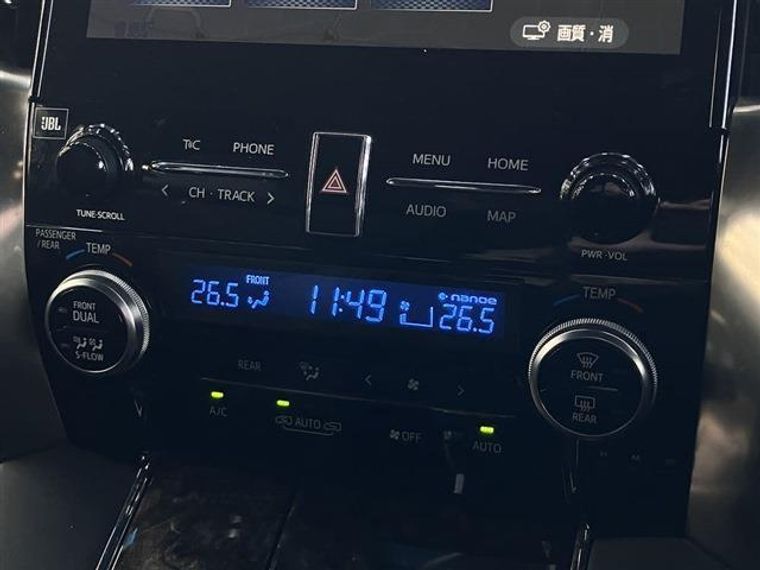 画質・消
JBL
T&C
PHONE
MENU
HOME
CH・TRACK
AUDIO
MAP
TUNE・SCROLL
PWR・VOL
PASSENGER
/ REAR
TEMP
TEMP
26.5
FRONT
11:49
nanoe
26.5
FRONT
DUAL
S-FLOW
FRONT
REAR
REAR
A/C
AUTO
OFF
AUTO